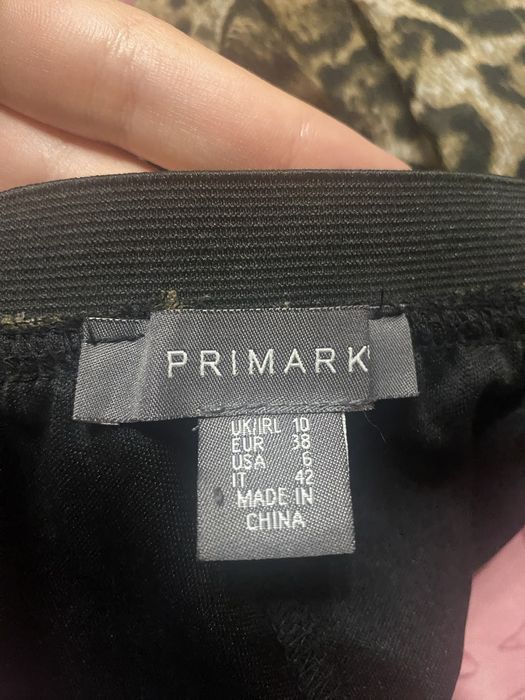 PRIMARK
UK/IRL 10
EUR 38
USA 6
IT 42
MADE IN
CHINA